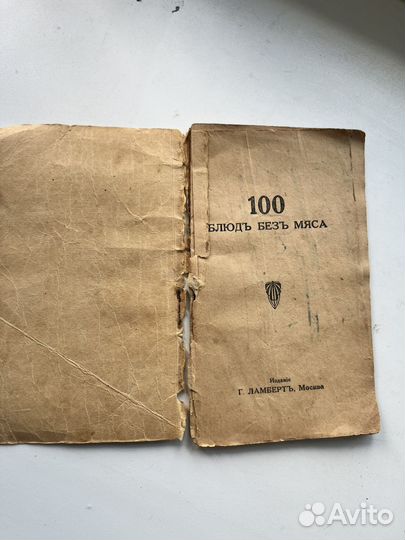 100
БЛЮДЪ БЕЗЪ МЯСА
Изданіе
Г. ЛАМБЕРТЪ, Москва
Avito